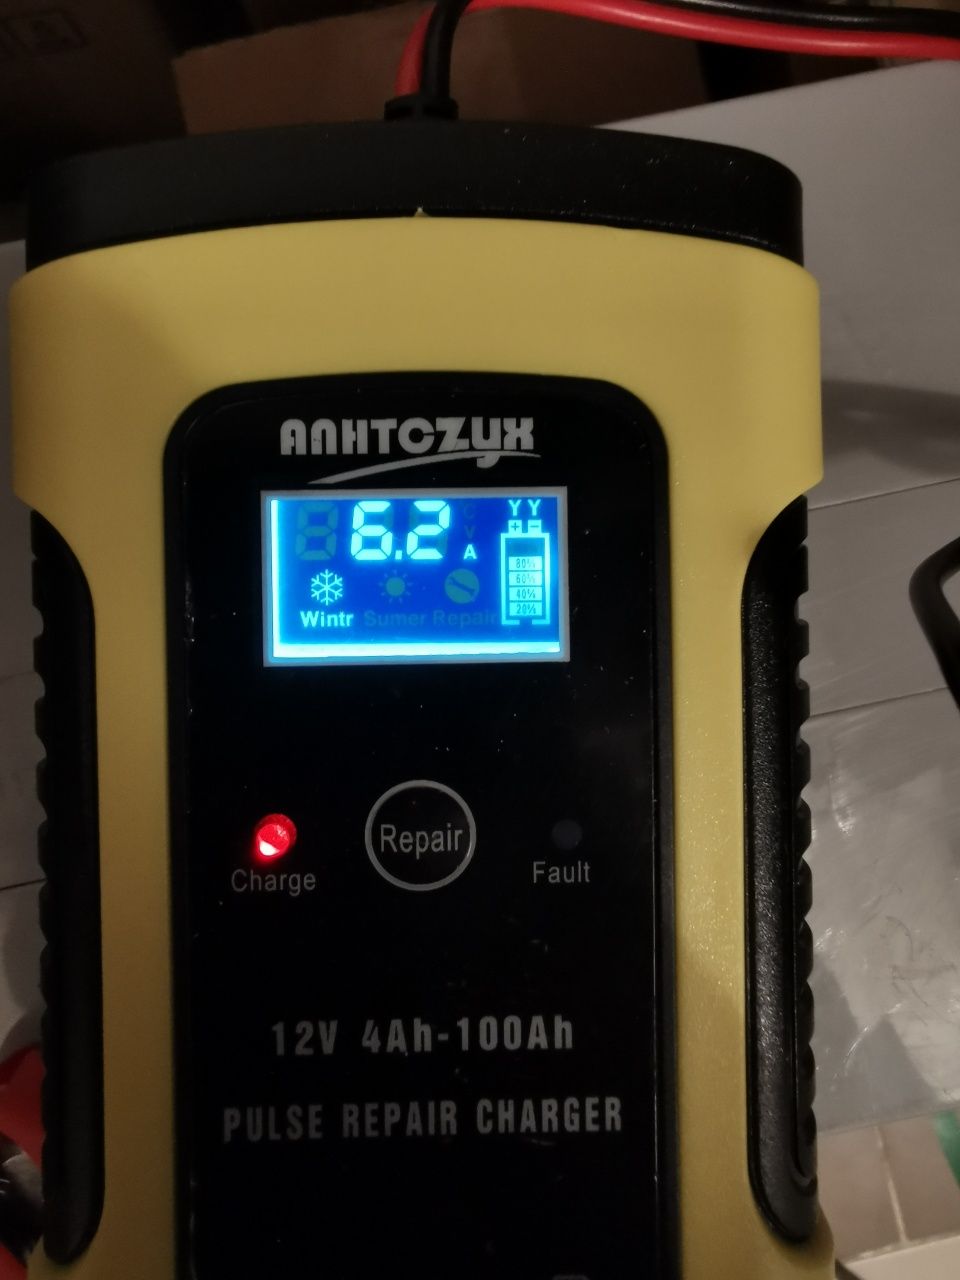 ANHTCZYX
6.2 A
80%
60%
40%
20%
Wintr Sumer Repair
Repair
Charge
Fault
12V 4Ah-100Ah
PULSE REPAIR CHARGER